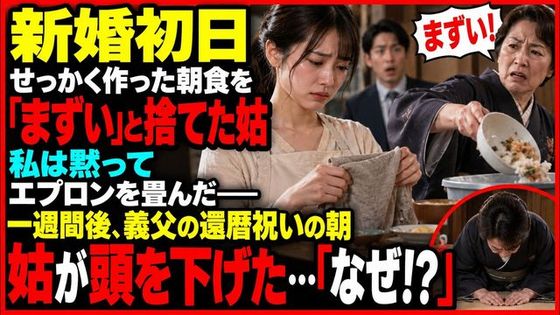 新婚初日
せっかく作った朝食を
「まずい」と捨てた姑
私は黙って
エプロンを畳んだ──
一週間後、義父の還暦祝いの朝
姑が頭を下げた…「なぜ!?」
まずい!